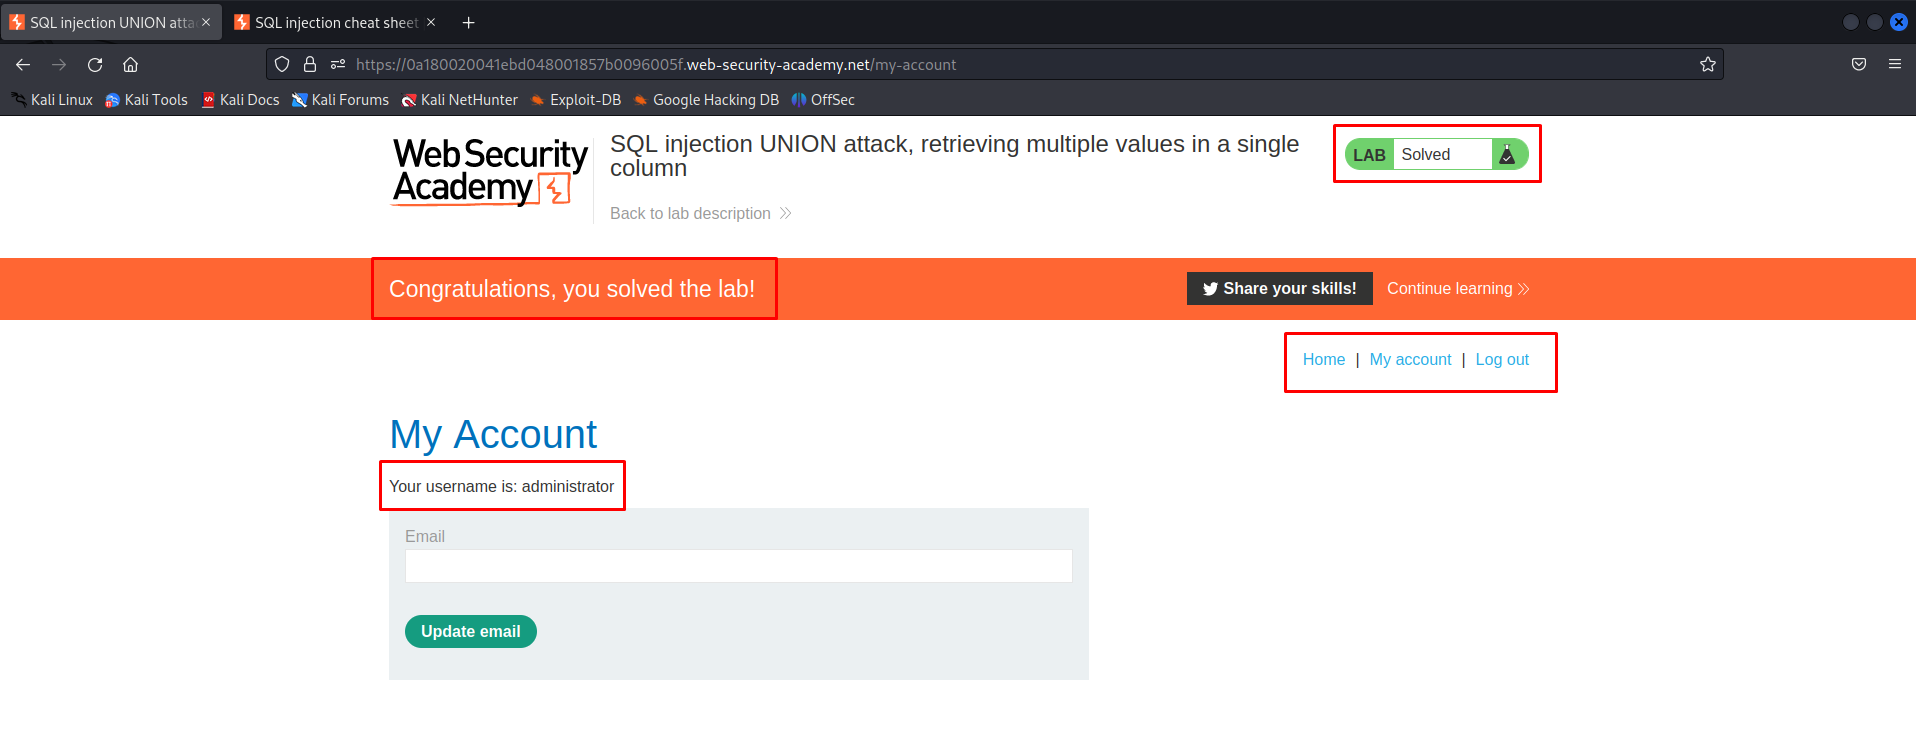 SQL injection UNION atta
SQL injection cheat sheet
https://0a180020041ebd048001857b0096005f.web-security-academy.net/my-account
Kali Linux Kali Tools Kali Docs Kali Forums Kali NetHunter Exploit-DB Google Hacking DB OffSec
Web Security
Academy
SQL injection UNION attack, retrieving multiple values in a single
column
Back to lab description
LAB Solved
Congratulations, you solved the lab!
Share your skills!
Continue learning
Home | My account | Log out
My Account
Your username is: administrator
Email
Update email